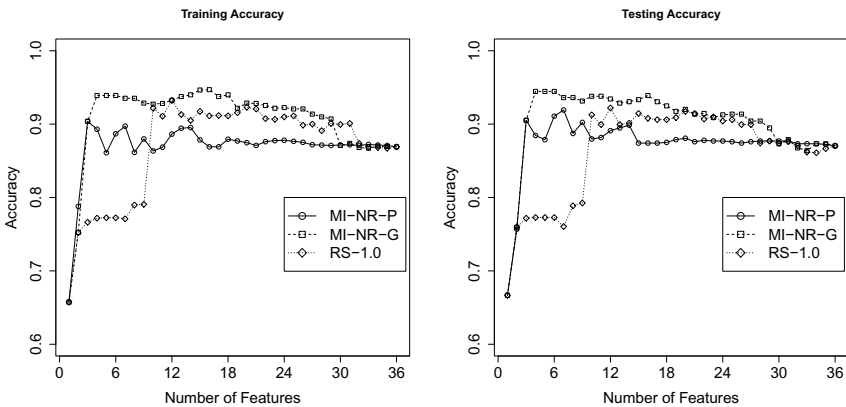 Training Accuracy
Accuracy
1.0
0.9
0.8
0.7
0.6
MI−NR−P
MI−NR−G
RS−1.0
0 6 12 18 24 30 36
Number of Features
Testing Accuracy
Accuracy
1.0
0.9
0.8
0.7
0.6
MI−NR−P
MI−NR−G
RS−1.0
0 6 12 18 24 30 36
Number of Features